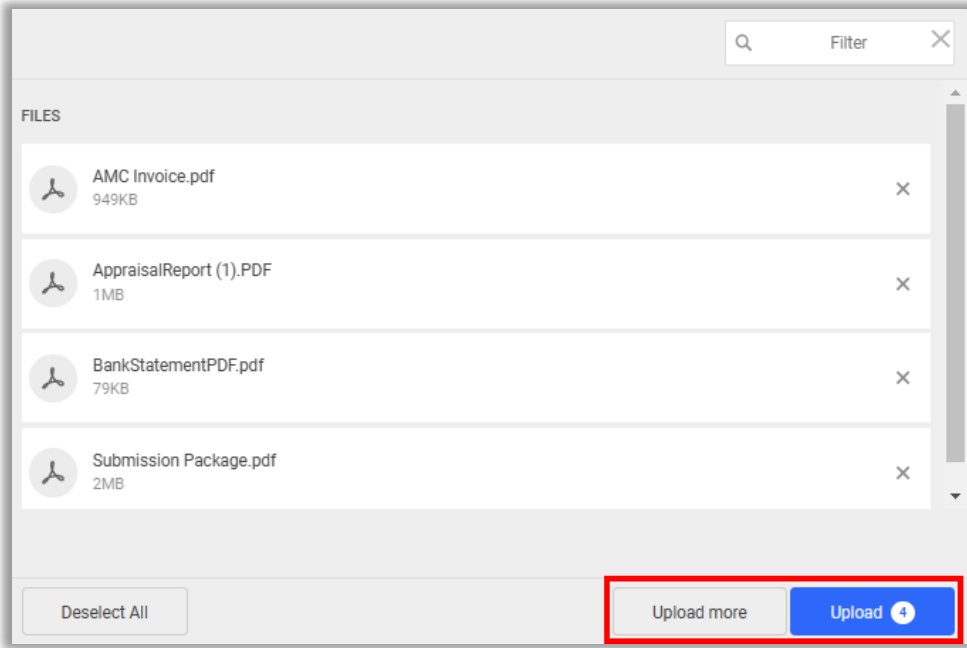 Filter
FILES
AMC Invoice.pdf
949KB
AppraisalReport (1).PDF
1MB
BankStatementPDF.pdf
79KB
Submission Package.pdf
2MB
Deselect All
Upload more
Upload 4